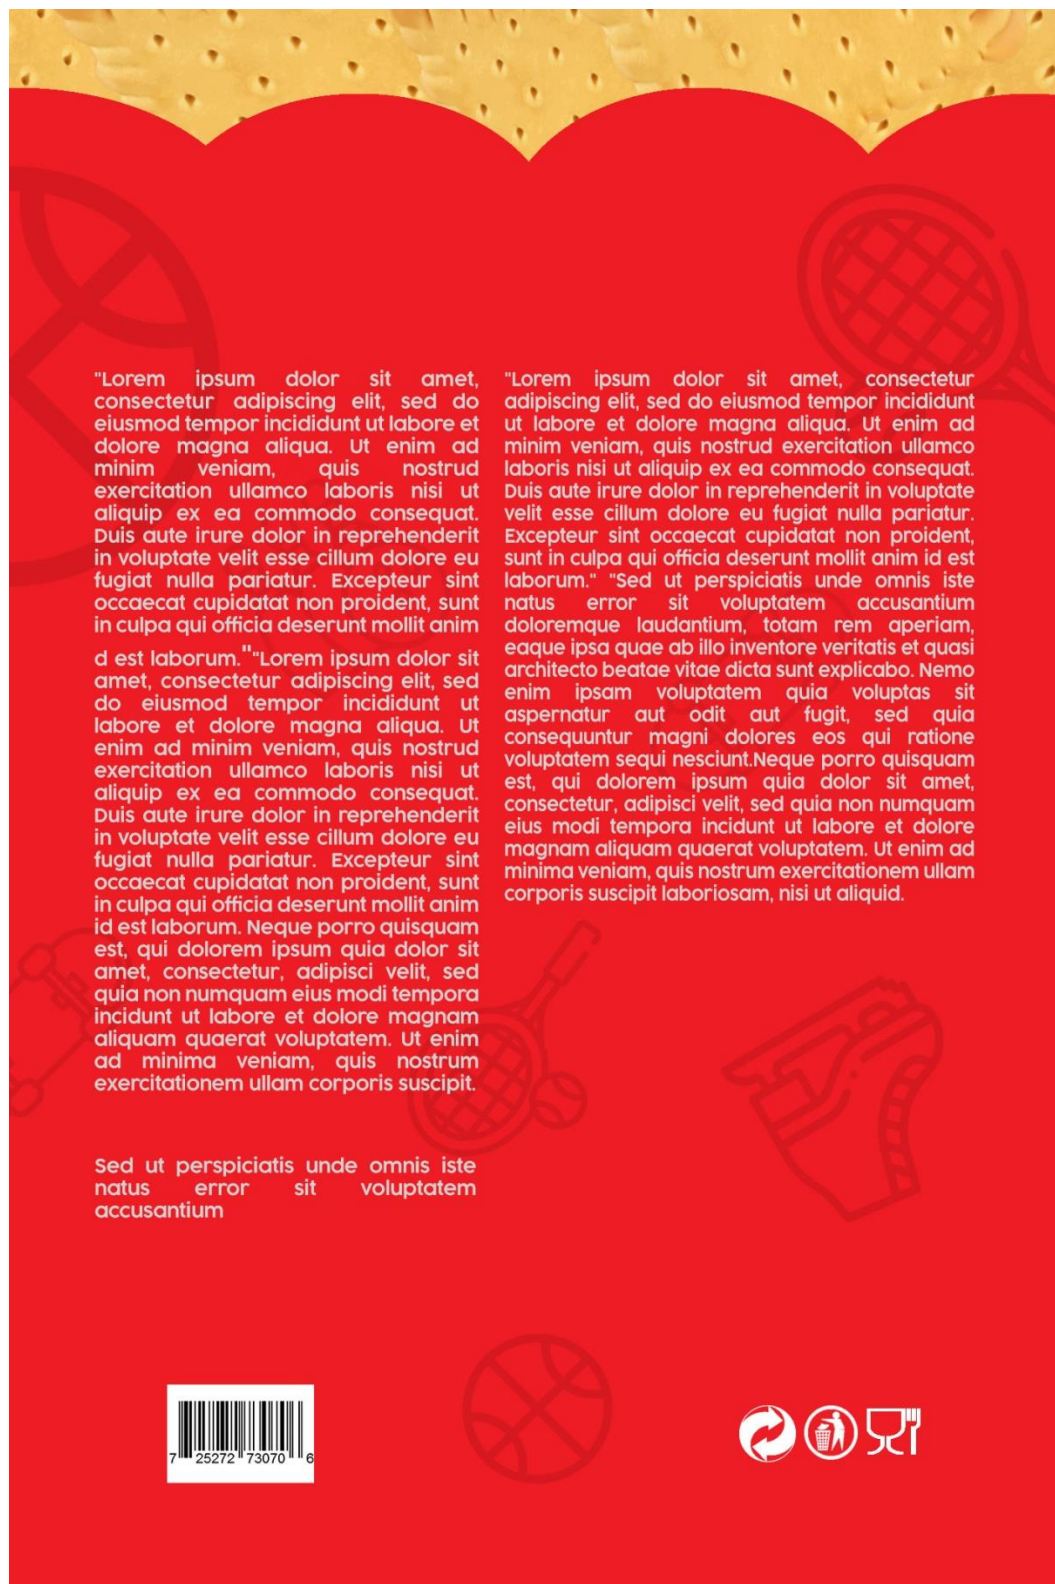 "Lorem ipsum dolor sit amet,
consectetur adipiscing elit, sed do
eiusmod tempor incididunt ut labore et
dolore magna aliqua. Ut enim ad
minim veniam, quis nostrud
exercitation ullamco laboris nisi ut
aliquip ex ea commodo consequat.
Duis aute irure dolor in reprehenderit
in voluptate velit esse cillum dolore eu
fugiat nulla pariatur. Excepteur sint
occaecat cupidatat non proident, sunt
in culpa qui officia deserunt mollit anim
d est laborum.""Lorem ipsum dolor sit
amet, consectetur adipiscing elit, sed
do eiusmod tempor incididunt ut
labore et dolore magna aliqua. Ut
enim ad minim veniam, quis nostrud
exercitation ullamco laboris nisi ut
aliquip ex ea commodo consequat.
Duis aute irure dolor in reprehenderit
in voluptate velit esse cillum dolore eu
fugiat nulla pariatur. Excepteur sint
occaecat cupidatat non proident, sunt
in culpa qui officia deserunt mollit anim
id est laborum. Neque porro quisquam
est, qui dolorem ipsum quia dolor sit
amet, consectetur, adipisci velit, sed
quia non numquam eius modi tempora
incidunt ut labore et dolore magnam
aliquam quaerat voluptatem. Ut enim
ad minima veniam, quis nostrum
exercitationem ullam corporis suscipit.
Sed ut perspiciatis unde omnis iste
natus error sit voluptatem
accusantium
"Lorem ipsum dolor sit amet, consectetur
adipiscing elit, sed do eiusmod tempor incididunt
ut labore et dolore magna aliqua. Ut enim ad
minim veniam, quis nostrud exercitation ullamco
laboris nisi ut aliquip ex ea commodo consequat.
Duis aute irure dolor in reprehenderit in voluptate
velit esse cillum dolore eu fugiat nulla pariatur.
Excepteur sint occaecat cupidatat non proident,
sunt in culpa qui officia deserunt mollit anim id est
laborum." "Sed ut perspiciatis unde omnis iste
natus error sit voluptatem accusantium
doloremque laudantium, totam rem aperiam,
eaque ipsa quae ab illo inventore veritatis et quasi
architecto beatae vitae dicta sunt explicabo. Nemo
enim ipsam voluptatem quia voluptas sit
aspernatur aut odit aut fugit, sed quia
consequuntur magni dolores eos qui ratione
voluptatem sequi nesciunt.Neque porro quisquam
est, qui dolorem ipsum quia dolor sit amet,
consectetur, adipisci velit, sed quia non numquam
eius modi tempora incidunt ut labore et dolore
magnam aliquam quaerat voluptatem. Ut enim ad
minima veniam, quis nostrum exercitationem ullam
corporis suscipit laboriosam, nisi ut aliquid.
7 25272 73070 6